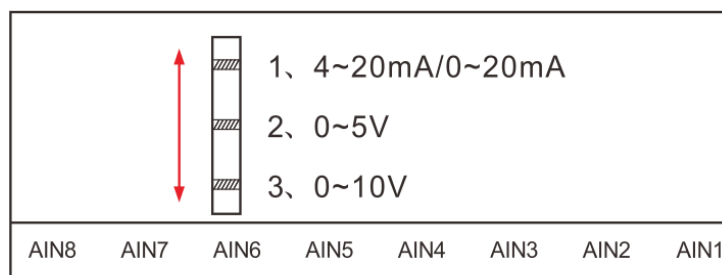 1、4~20mA/0~20mA
2、0~5V
3、0~10V
AIN8 AIN7 AIN6 AIN5 AIN4 AIN3 AIN2 AIN1